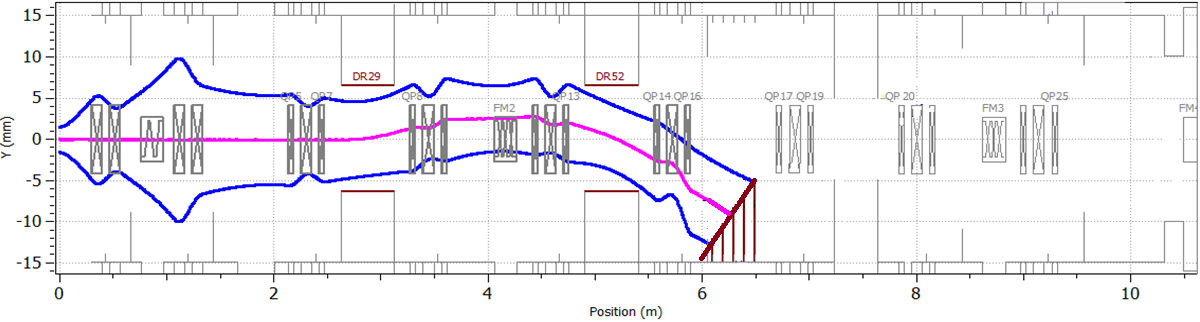 15
10
5
0
-5
-10
-15
Y (mm)
DR29
DR52
QP5 QP7
QP8
FM2
QP13
QP14 QP16
QP17 QP19
QP 20
FM3
QP25
FM4
0 2 4 6 8 10
Position (m)